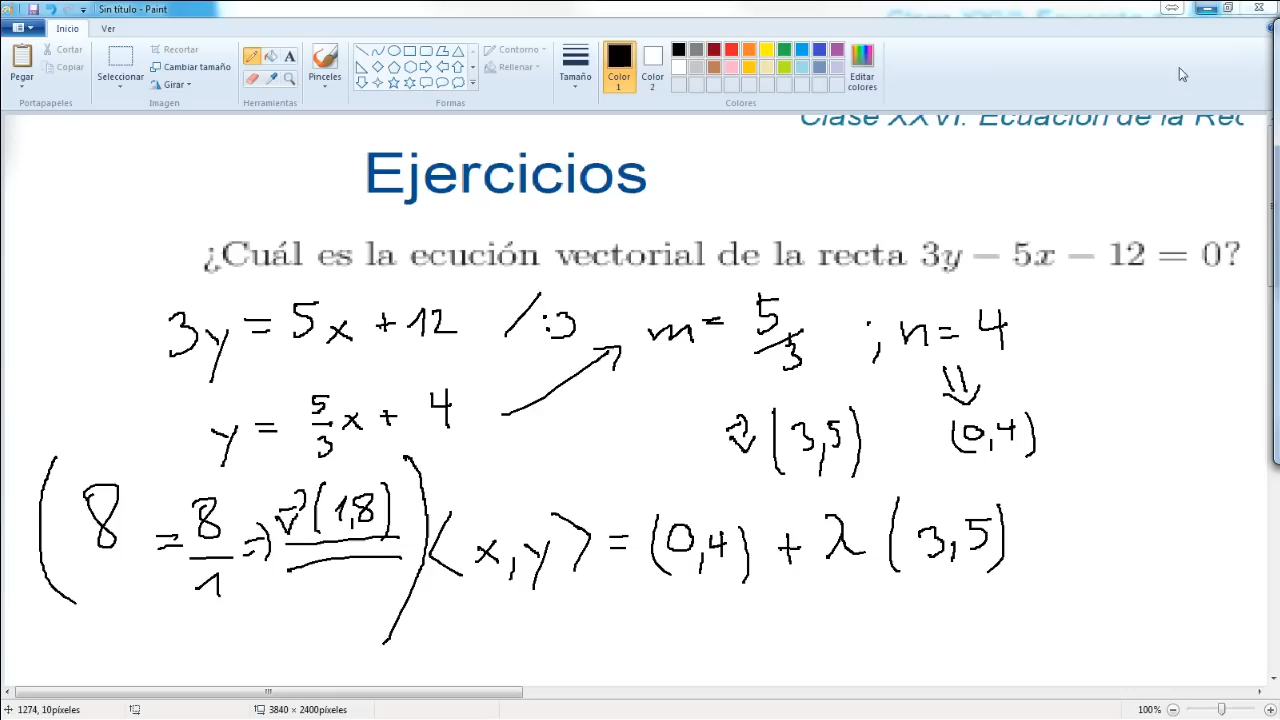 Sin título - Paint
Inicio Ver
Pegar
Cortar
Copiar
Portapapeles
Seleccionar
Recortar
Cambiar tamaño
Girar
Imagen
A
Herramientas
Pinceles
Contorno
Rellenar
Formas
Tamaño
Color 1
Color 2
Editar colores
Colores
Clase XXVI: Ecuación de la Rec
Ejercicios
¿Cuál es la ecución vectorial de la recta 3y − 5x − 12 = 0?
3y = 5x + 12 / :3
m = 5/3 ; n = 4
y = 5/3 x + 4
v (3,5) (0,4)
(8 = 8/1 => v (1,8))
<x,y> = (0,4) + λ (3,5)
1274, 10píxeles
3840 × 2400píxeles
100%